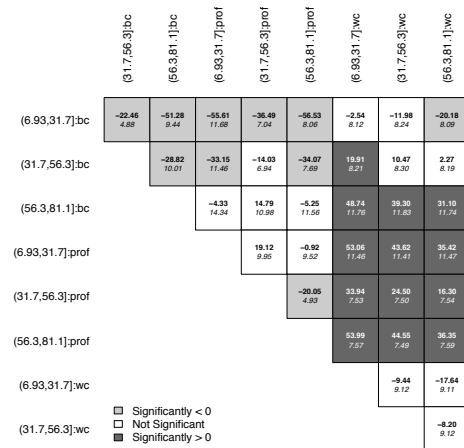 (31.7,56.3]:bc
(56.3,81.1]:bc
(6.93,31.7]:prof
(31.7,56.3]:prof
(56.3,81.1]:prof
(6.93,31.7]:wc
(31.7,56.3]:wc
(56.3,81.1]:wc
(6.93,31.7]:bc
−22.46 −51.28 −55.61 −36.49 −56.53 −2.54 −11.98 −20.18
4.88 9.44 11.68 7.04 8.06 8.12 8.24 8.09
(31.7,56.3]:bc
−28.82 −33.15 −14.03 −34.07 19.91 10.47 2.27
10.01 11.46 6.94 7.69 8.21 8.30 8.19
(56.3,81.1]:bc
−4.33 14.79 −5.25 48.74 39.30 31.10
14.34 10.98 11.56 11.76 11.83 11.74
(6.93,31.7]:prof
19.12 −0.92 53.06 43.62 35.42
9.95 9.52 11.46 11.41 11.47
(31.7,56.3]:prof
−20.05 33.94 24.50 16.30
4.93 7.53 7.50 7.54
(56.3,81.1]:prof
53.99 44.55 36.35
7.57 7.49 7.59
(6.93,31.7]:wc
−9.44 −17.64
9.12 9.11
(31.7,56.3]:wc
−8.20
9.12
Significantly < 0
Not Significant
Significantly > 0